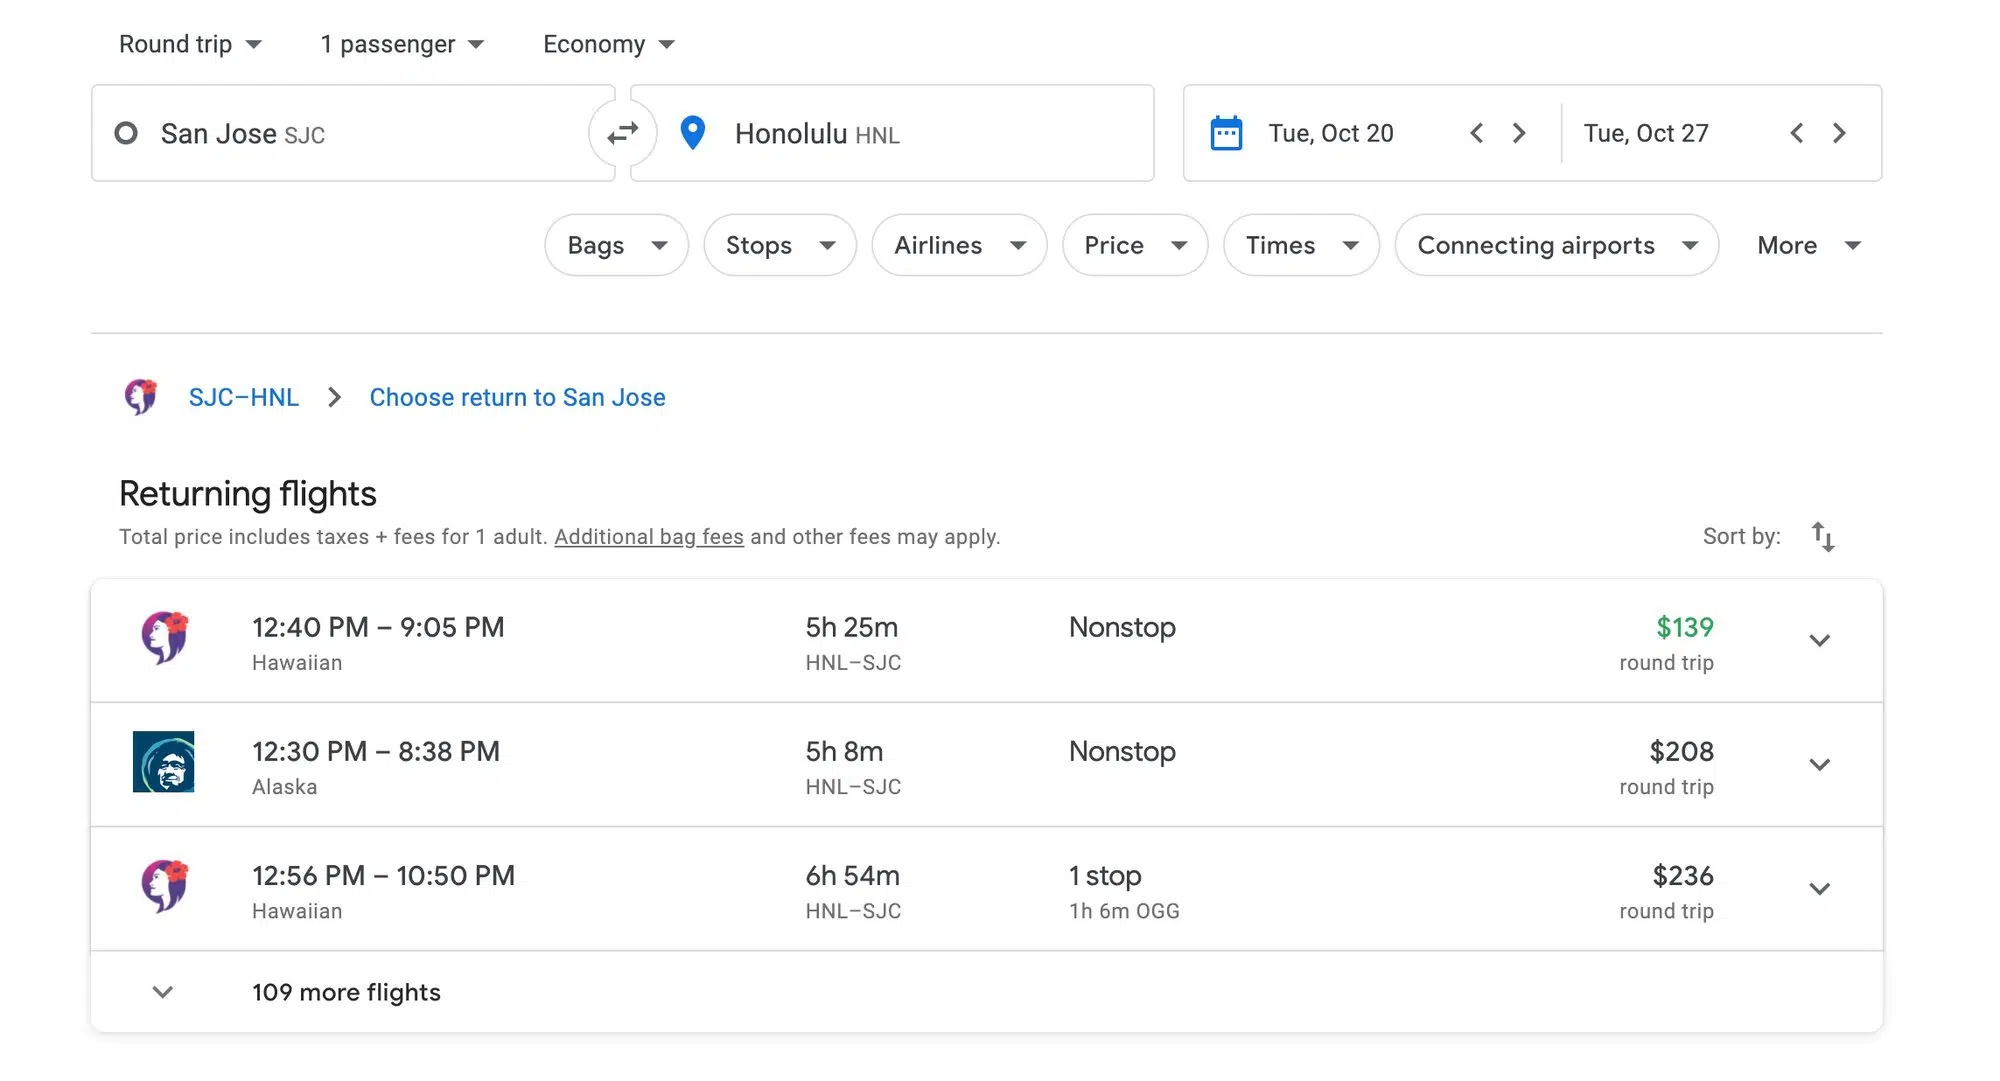 Round trip 1 passenger Economy
San Jose SJC Honolulu HNL Tue, Oct 20 Tue, Oct 27
Bags Stops Airlines Price Times Connecting airports More
SJC–HNL Choose return to San Jose
Returning flights
Total price includes taxes + fees for 1 adult. Additional bag fees and other fees may apply. Sort by:
12:40 PM – 9:05 PM 5h 25m Nonstop $139
Hawaiian HNL–SJC round trip
12:30 PM – 8:38 PM 5h 8m Nonstop $208
Alaska HNL–SJC round trip
12:56 PM – 10:50 PM 6h 54m 1 stop $236
Hawaiian HNL–SJC 1h 6m OGG round trip
109 more flights